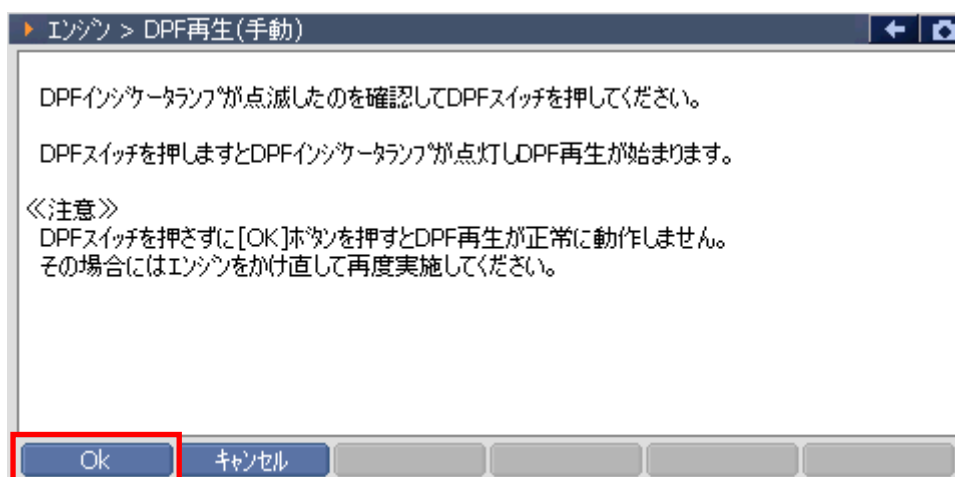 エンジン > DPF再生(手動)
DPFインジケータランプが点滅したのを確認してDPFスイッチを押してください。
DPFスイッチを押しますとDPFインジケータランプが点灯しDPF再生が始まります。
≪注意≫
DPFスイッチを押さずに[OK]ボタンを押すとDPF再生が正常に動作しません。
その場合にはエンジンをかけ直して再度実施してください。
Ok キャンセル